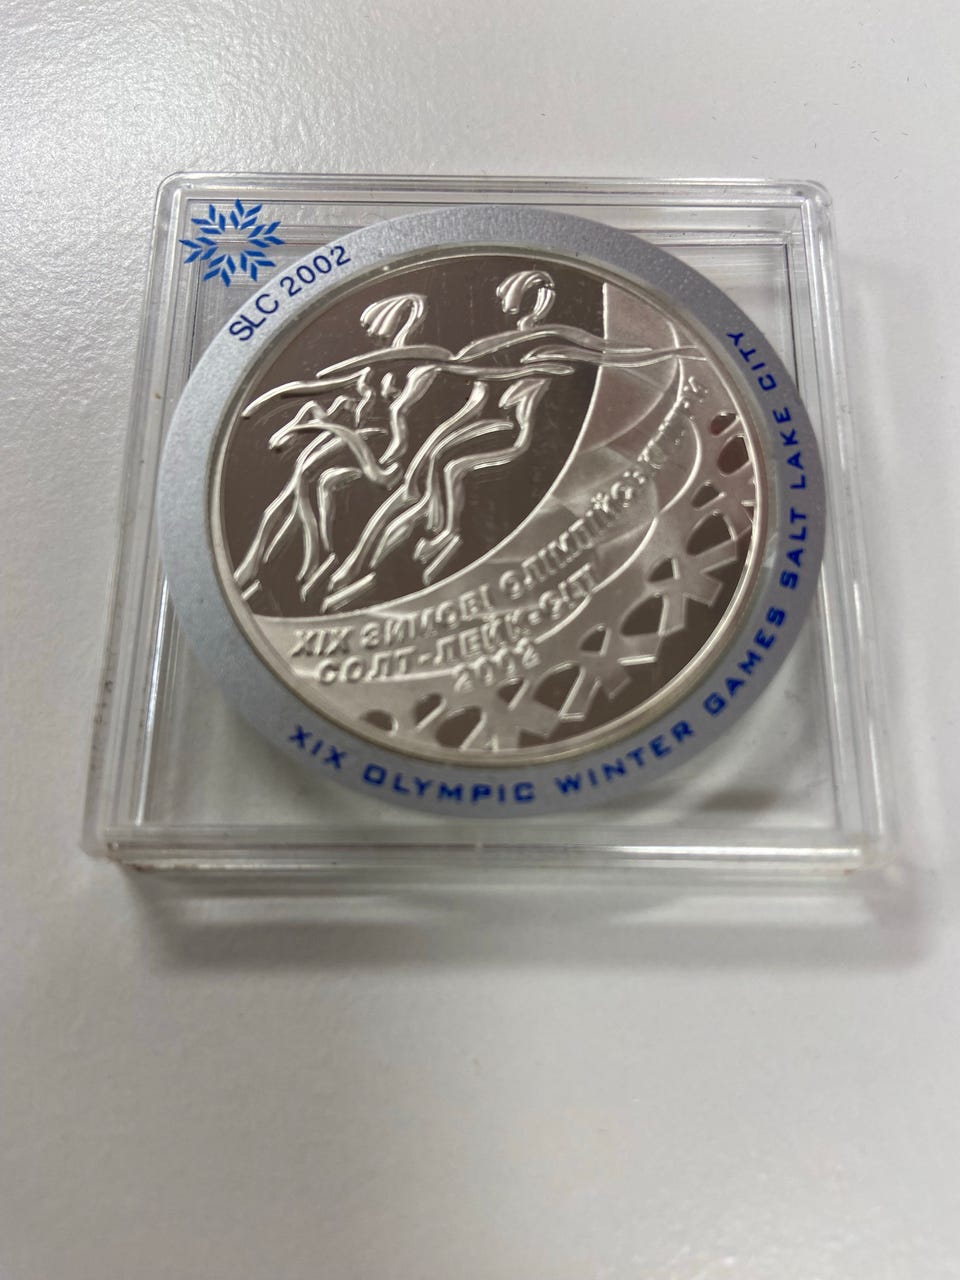 SLC 2002
XIX ЗИМОВІ ОЛІМПІЙСЬКІ ІГРИ
СОЛТ-ЛЕЙК-СІТІ
2002
XIX OLYMPIC WINTER GAMES SALT LAKE CITY